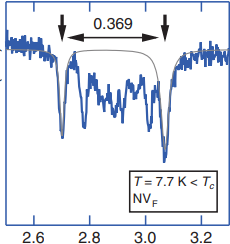 0.369
T = 7.7 K < Tc
NVF
2.6 2.8 3.0 3.2